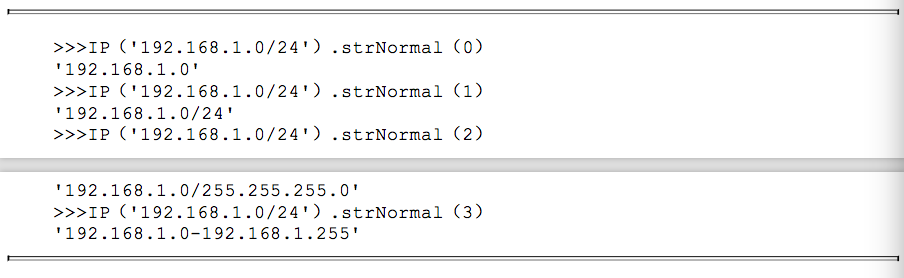 >>>IP ('192.168.1.0/24') .strNormal (0)
'192.168.1.0'
>>>IP ('192.168.1.0/24') .strNormal (1)
'192.168.1.0/24'
>>>IP ('192.168.1.0/24') .strNormal (2)
'192.168.1.0/255.255.255.0'
>>>IP ('192.168.1.0/24') .strNormal (3)
'192.168.1.0-192.168.1.255'